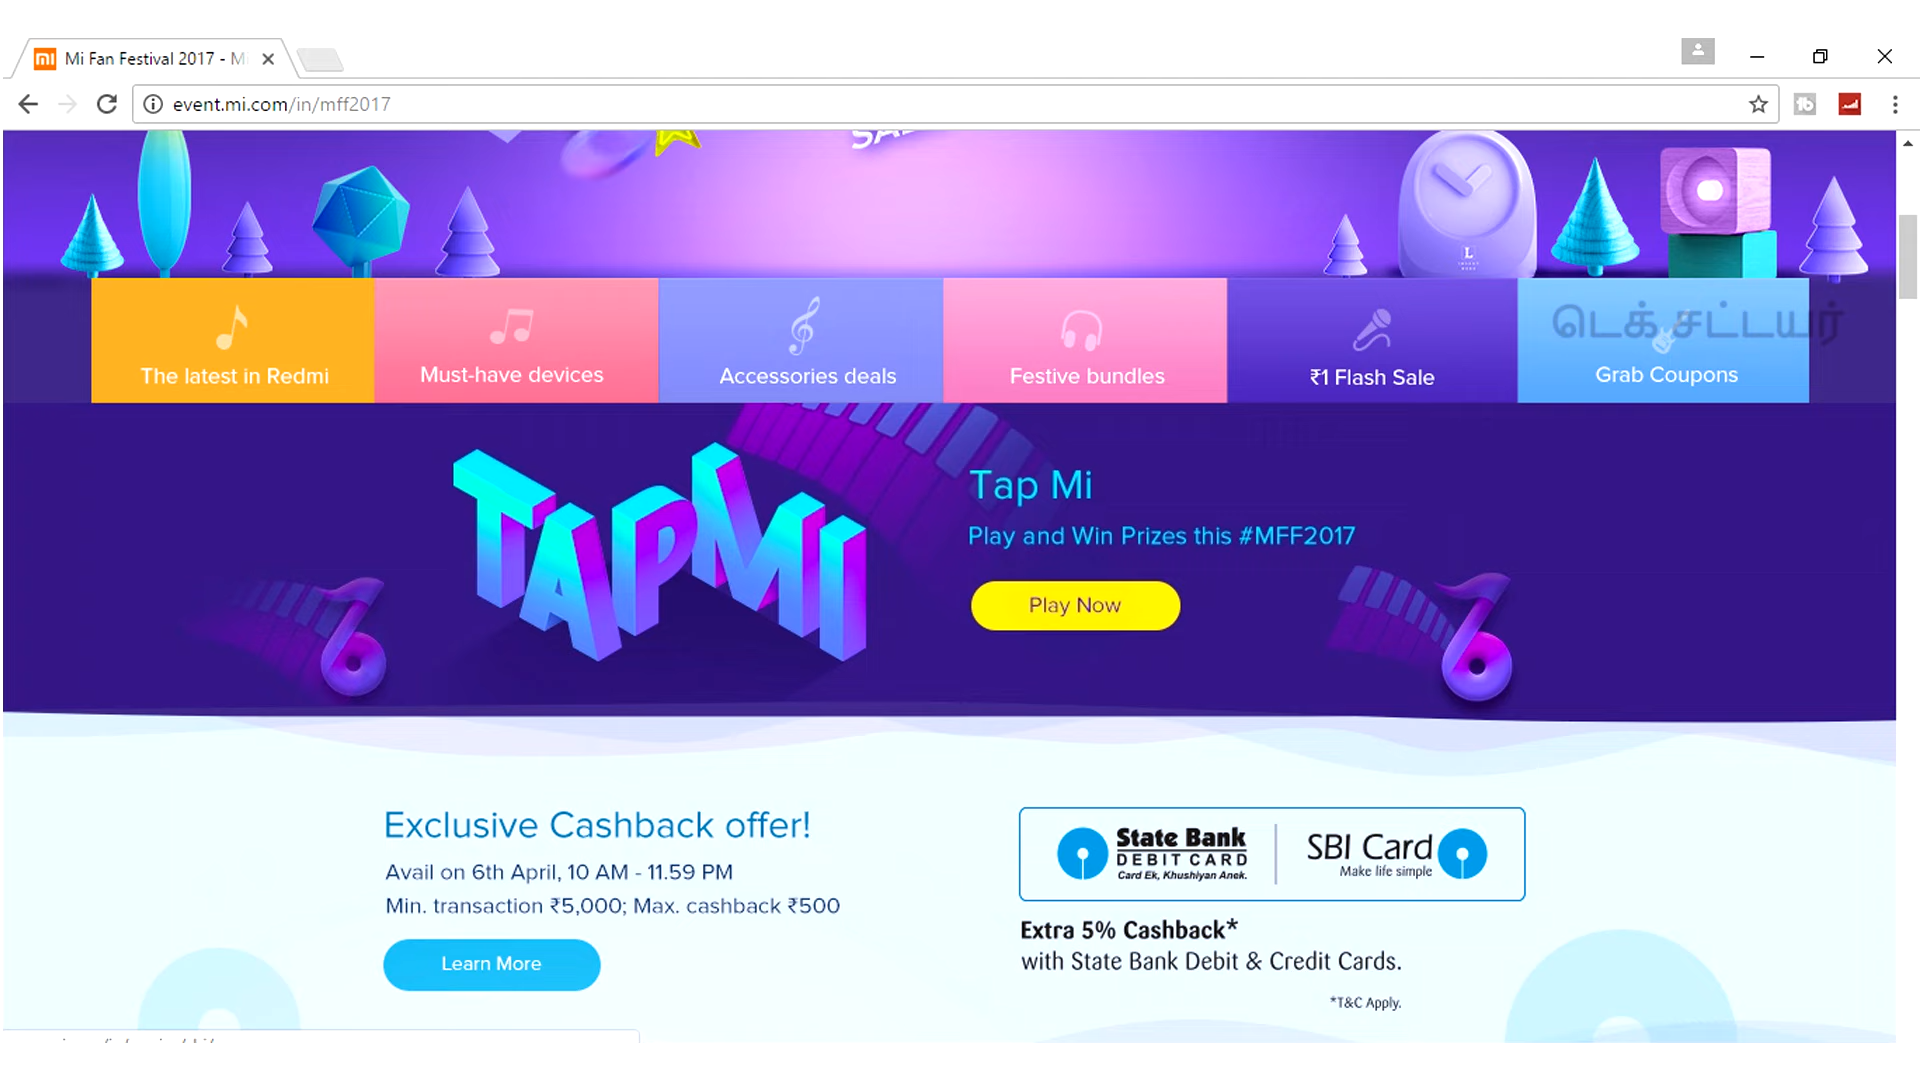 Mi Fan Festival 2017 - M
event.mi.com/in/mff2017
The latest in Redmi
Must-have devices
Accessories deals
Festive bundles
₹1 Flash Sale
Grab Coupons
டெக் சட்டயர்
TAPMI
Tap Mi
Play and Win Prizes this #MFF2017
Play Now
Exclusive Cashback offer!
Avail on 6th April, 10 AM - 11.59 PM
Min. transaction ₹5,000; Max. cashback ₹500
Learn More
State Bank
DEBIT CARD
Card Ek, Khushiyan Anek.
SBI Card
Make life simple
Extra 5% Cashback*
with State Bank Debit & Credit Cards.
*T&C Apply.